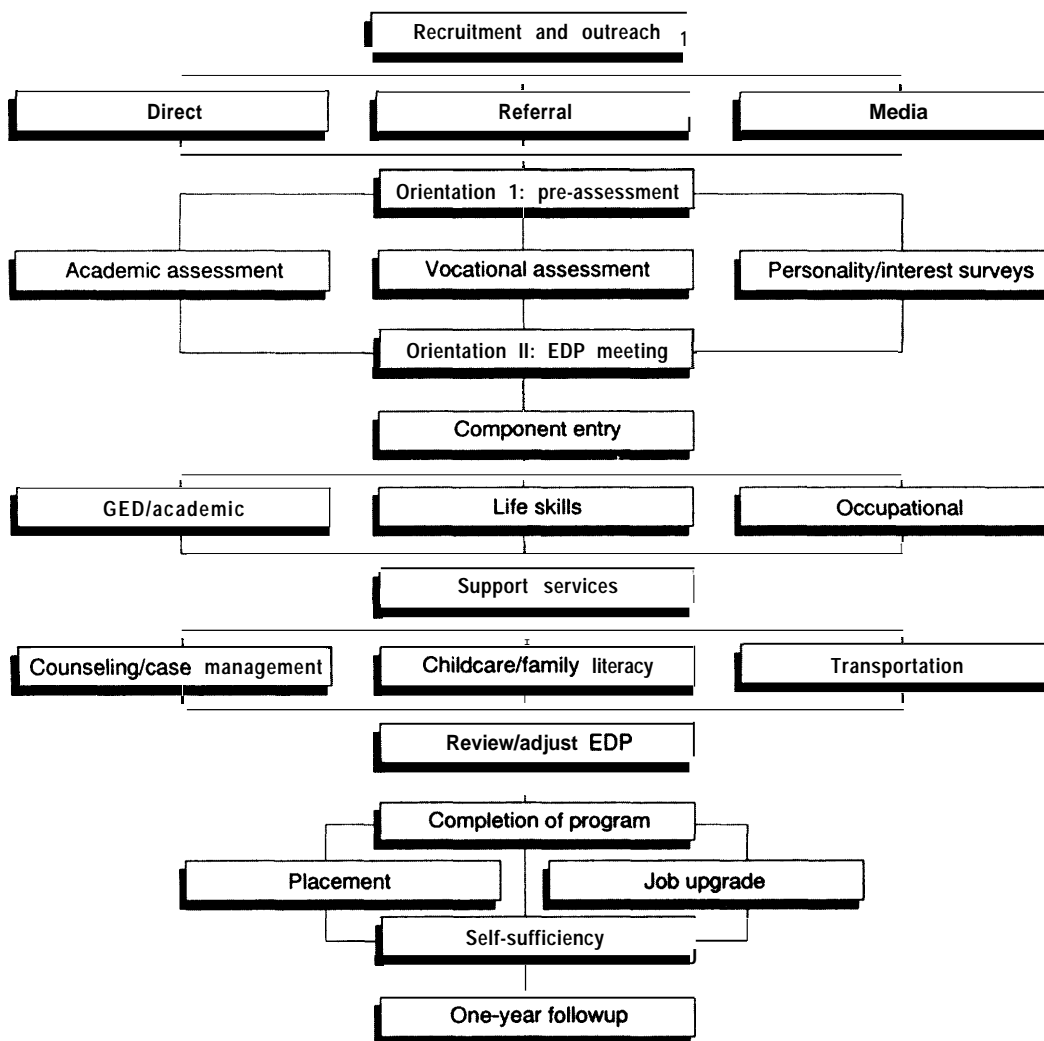 Recruitment and outreach 1
Direct
Referral
Media
Orientation 1: pre-assessment
Academic assessment
Vocational assessment
Personality/interest surveys
Orientation II: EDP meeting
Component entry
GED/academic
Life skills
Occupational
Support services
Counseling/case management
Childcare/family literacy
Transportation
Review/adjust EDP
Completion of program
Placement
Job upgrade
Self-sufficiency
One-year followup